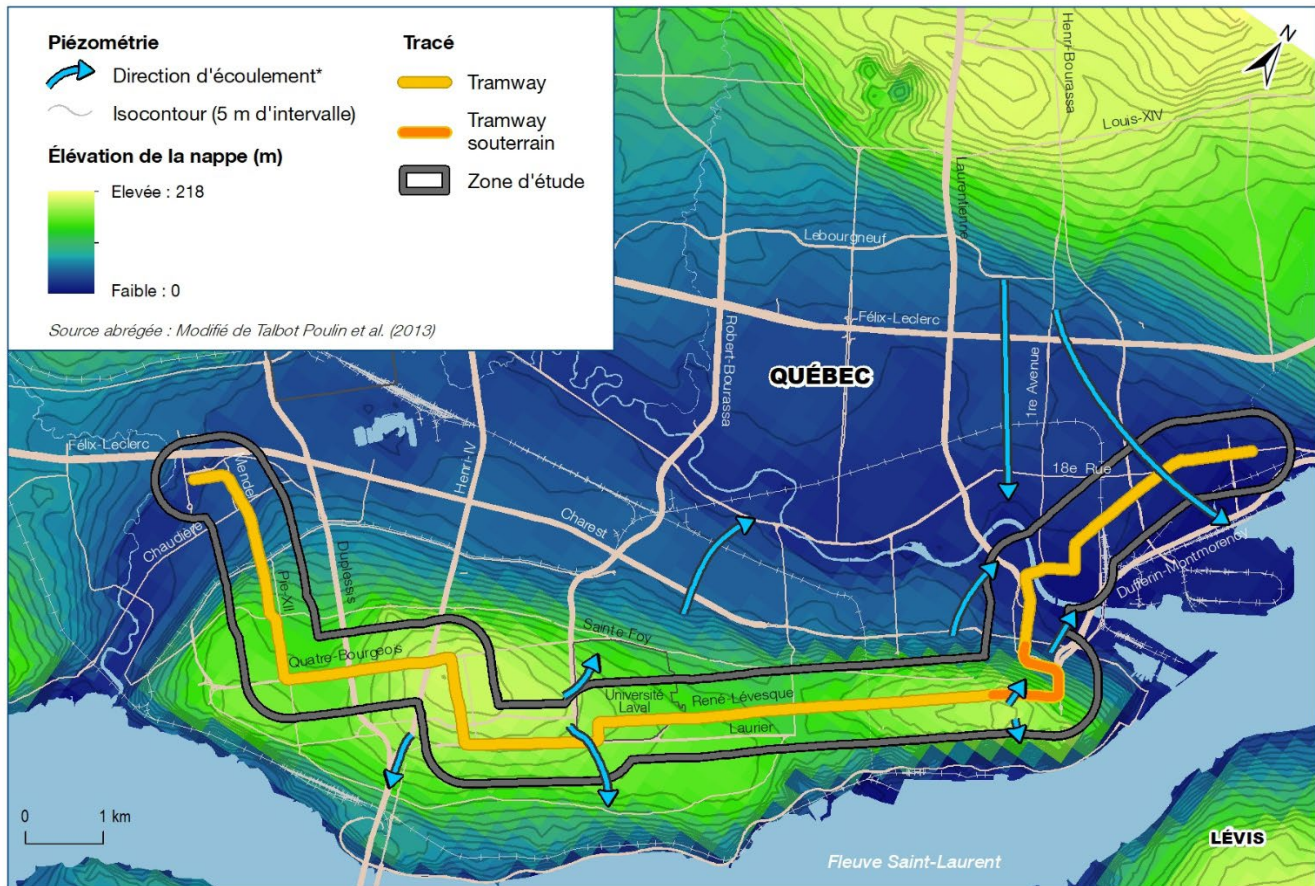 Piézométrie
Direction d'écoulement*
Isocontour (5 m d'intervalle)
Élévation de la nappe (m)
Elevée : 218
Faible : 0
Tracé
Tramway
Tramway
souterrain
Zone d'étude
Source abrégée : Modifié de Talbot Poulin et al. (2013)
N
Henri-Bourassa
Louis-XIV
Laurentienne
Lebourgneuf
Félix-Leclerc
Robert-Bourassa
QUÉBEC
1re Avenue
18e Rue
Félix-Leclerc
Mendel
Chaudière
Henri-IV
Charest
Duplessis
Pie-XII
Dufferin-Montmorency
Sainte-Foy
Quatre-Bourgeois
Université
Laval
René-Lévesque
Laurier
0
1 km
Fleuve Saint-Laurent
LÉVIS